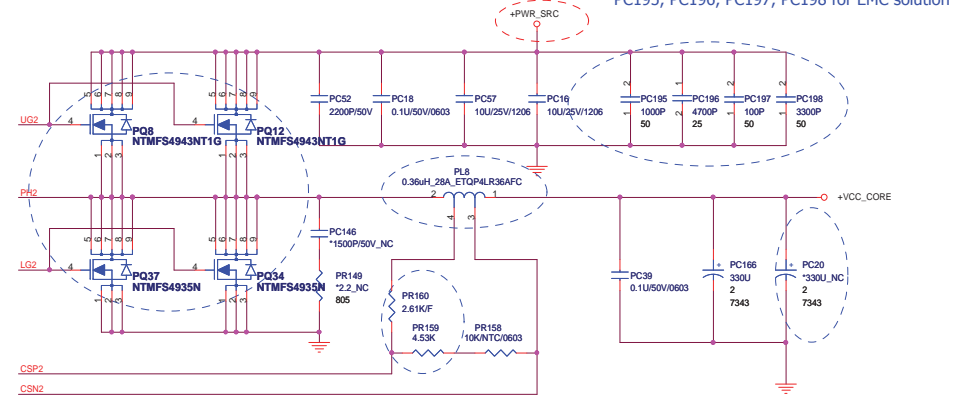 PC195, PC196, PC197, PC198 for EMC solution
+PWR_SRC
5 6 7 8 9
5 6 7 8 9
UG2
4
PQ8
NTMFS4943NT1G
1 2 3
4
PQ12
NTMFS4943NT1G
1 2 3
PC52
2200P/50V
PC18
0.1U/50V/0603
PC57
10U/25V/1206
PC16
10U/25V/1206
2
PC195
1000P
50
1
1
PC196
4700P
25
2
2
PC197
100P
50
1
2
PC198
3300P
50
1
PH2
PL8
0.36uH_28A_ETQP4LR36AFC
2
1
4
3
+VCC_CORE
5 6 7 8 9
5 6 7 8 9
LG2
4
PQ37
NTMFS4935N
1 2 3
4
PQ34
NTMFS4935N
1 2 3
PC146
*1500P/50V_NC
PR149
*2.2_NC
805
PR160
2.61K/F
PR159
4.53K
PR158
10K/NTC/0603
PC39
0.1U/50V/0603
+
PC166
330U
2
7343
+
PC20
*330U_NC
2
7343
CSP2
CSN2